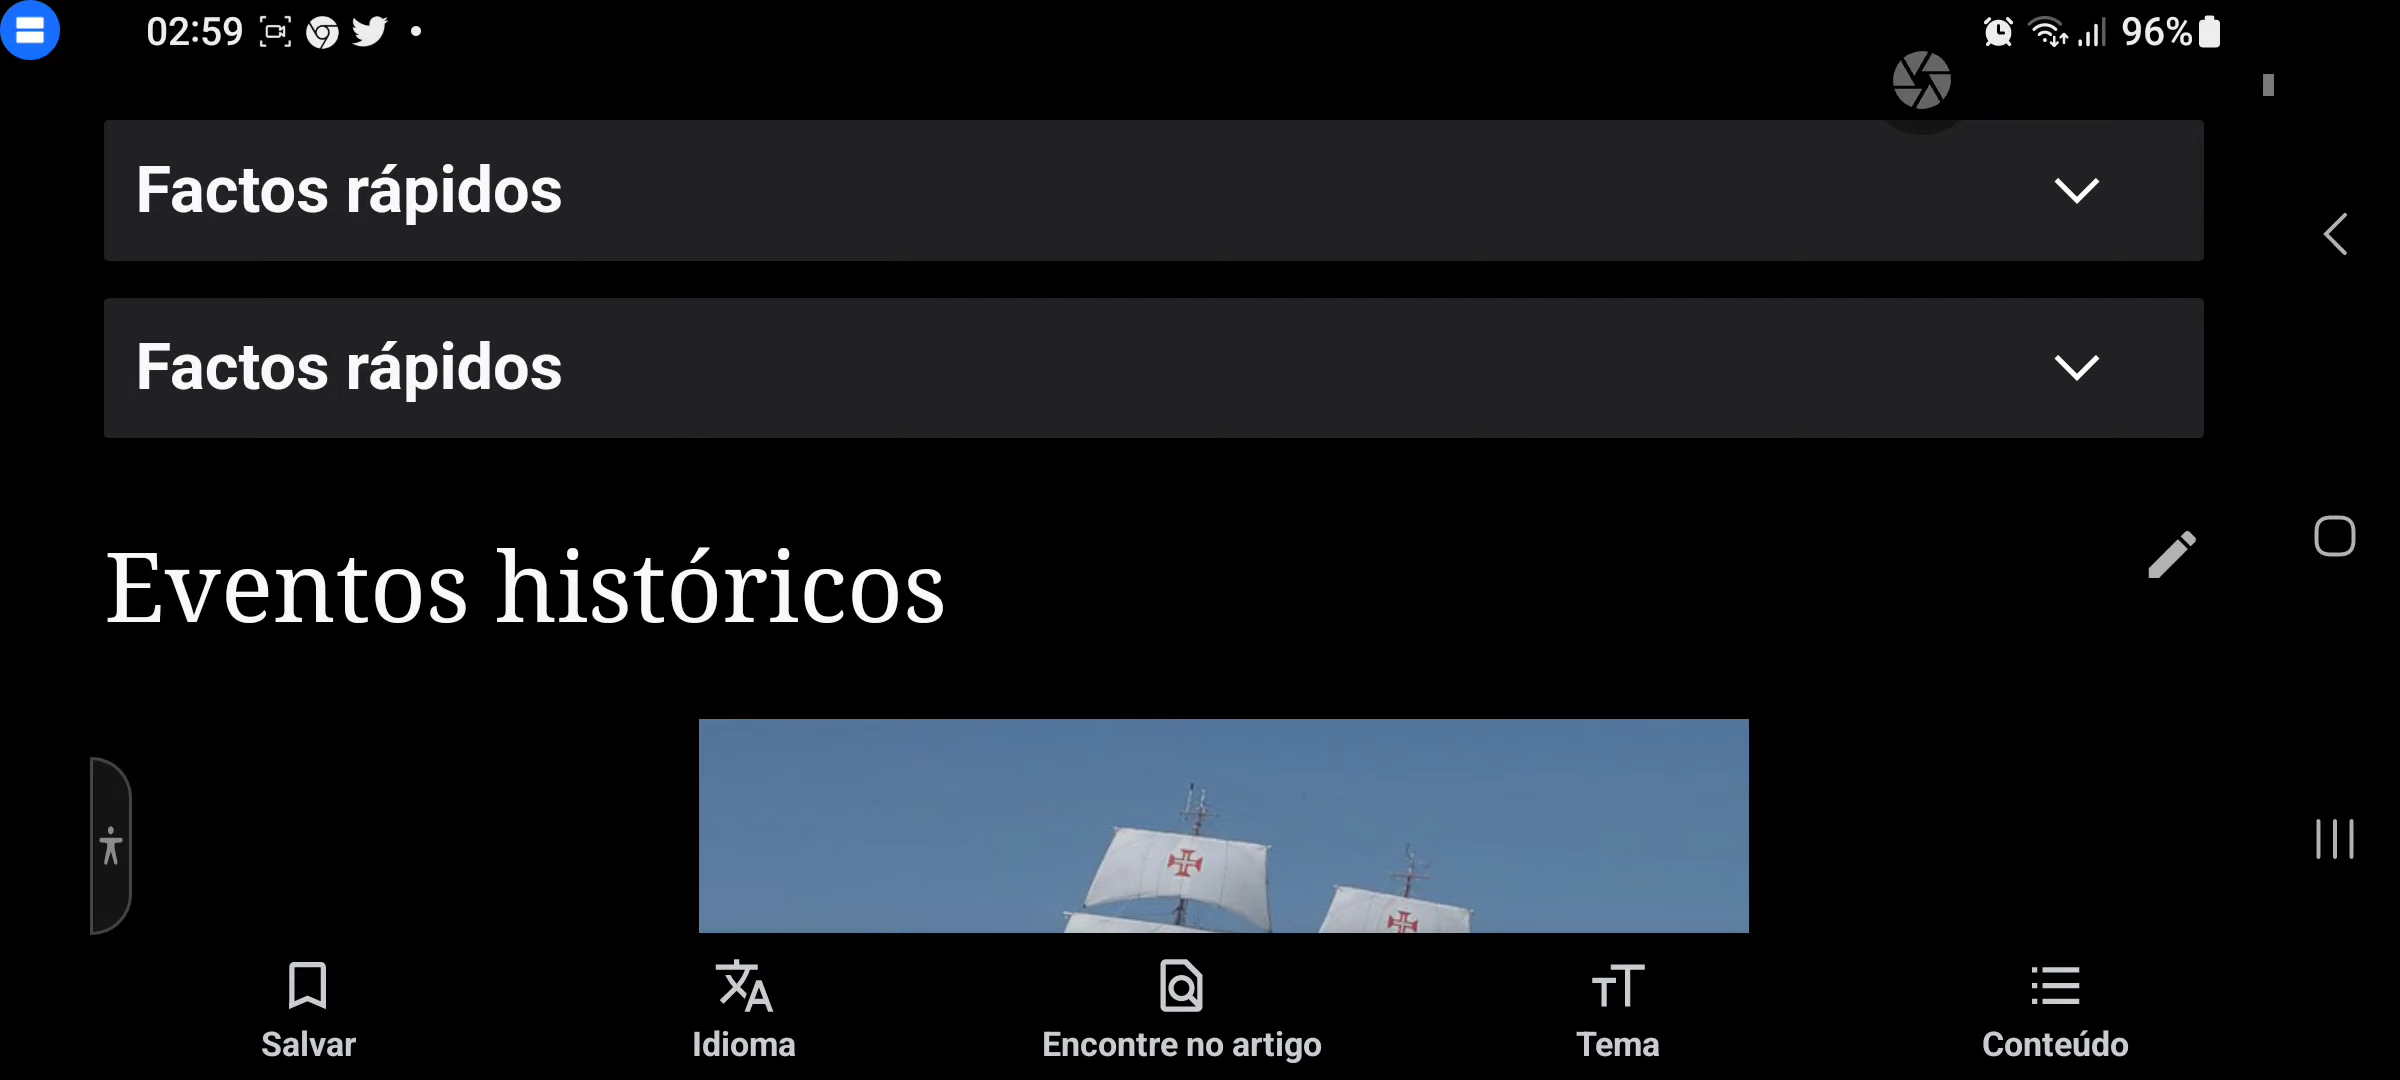 02:59
96%
Factos rápidos
Factos rápidos
Eventos históricos
Salvar
Idioma
Encontre no artigo
Tema
Conteúdo